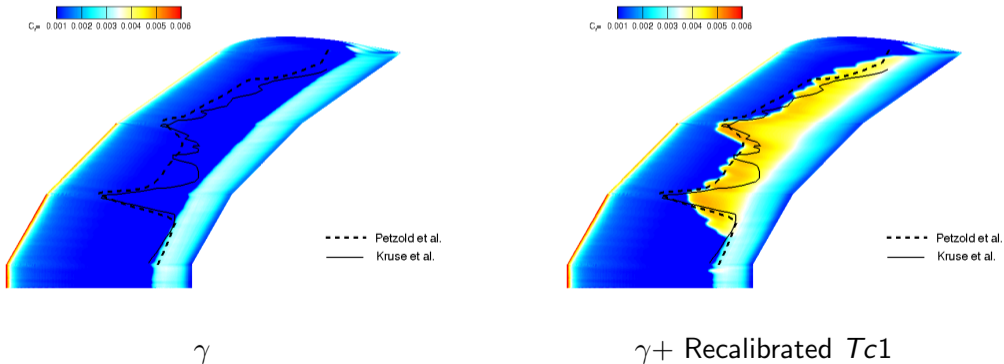 C_f= 0.001 0.002 0.003 0.004 0.005 0.006
C_f= 0.001 0.002 0.003 0.004 0.005 0.006
Petzold et al.
Kruse et al.
Petzold et al.
Kruse et al.
γ
γ+ Recalibrated Tc1